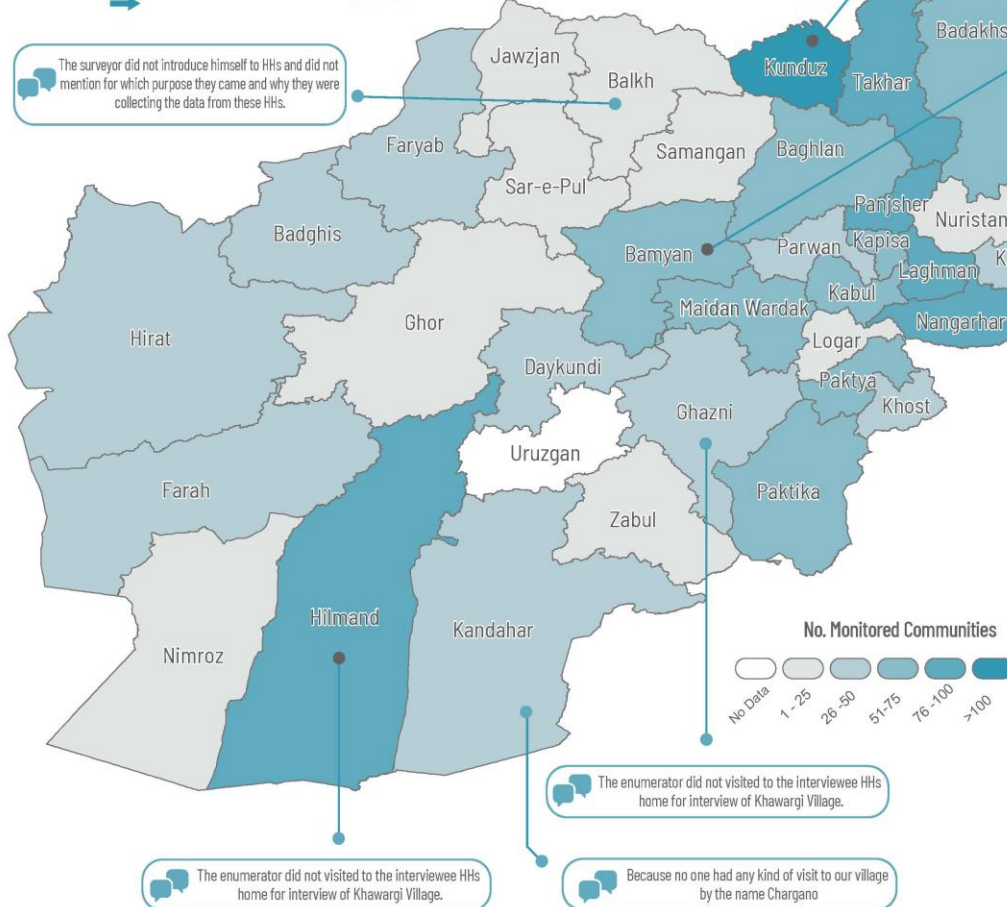 The surveyor did not introduce himself to HHs and did not
mention for which purpose they came and why they were
collecting the data from these HHs.
Jawzjan
Balkh
Kunduz
Takhar
Badakhs
Faryab
Samangan
Baghlan
Sar-e-Pul
Badghis
Panjsher
Nuristan
Bamyan
Parwan
Kapisa
K
Laghman
Hirat
Ghor
Maidan Wardak
Kabul
Nangarhar
Logar
Daykundi
Paktya
Ghazni
Khost
Uruzgan
Farah
Paktika
Zabul
Hilmand
Kandahar
Nimroz
No. Monitored Communities
No Data
1 - 25
26 -50
51-75
76 -100
>100
The enumerator did not visited to the interviewee HHs
home for interview of Khawargi Village.
The enumerator did not visited to the interviewee HHs
home for interview of Khawargi Village.
Because no one had any kind of visit to our village
by the name Chargano